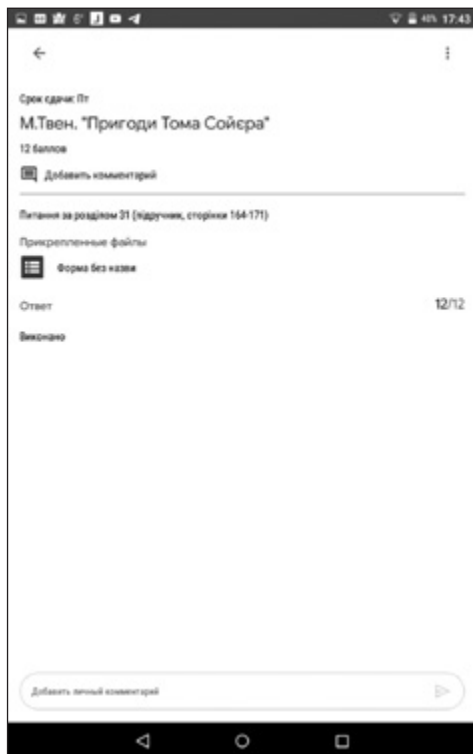 41% 17:43
Срок сдачи: Пт
М.Твен. "Пригоди Тома Сойєра"
12 баллов
Добавить комментарий
Питання за розділом 31 (підручник, сторінки 164-171)
Прикрепленные файлы
Форма без назви
Ответ 12/12
Виконано
Добавить личный комментарий